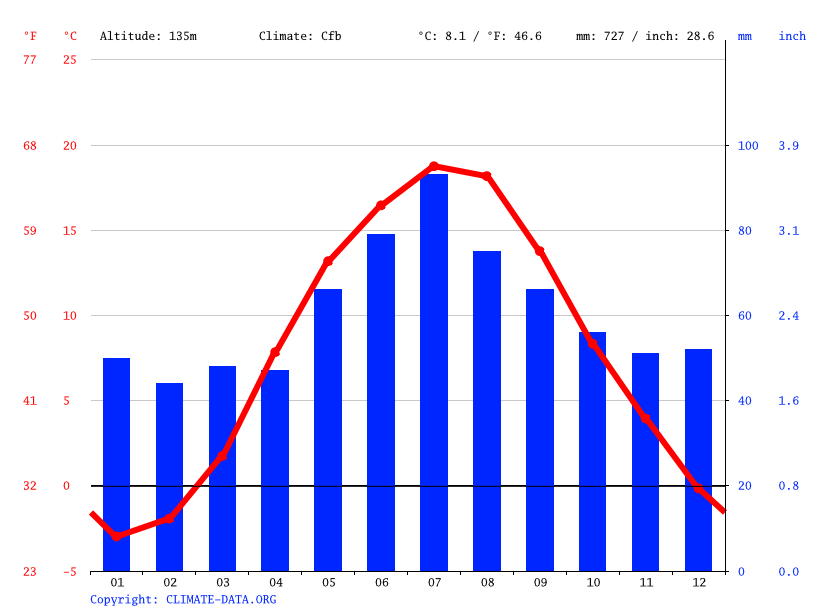 °F °C Altitude: 135m Climate: Cfb °C: 8.1 / °F: 46.6 mm: 727 / inch: 28.6 mm inch
77 25
68 20 100 3.9
59 15 80 3.1
50 10 60 2.4
41 5 40 1.6
32 0 20 0.8
23 -5 0 0.0
01 02 03 04 05 06 07 08 09 10 11 12
Copyright: CLIMATE-DATA.ORG